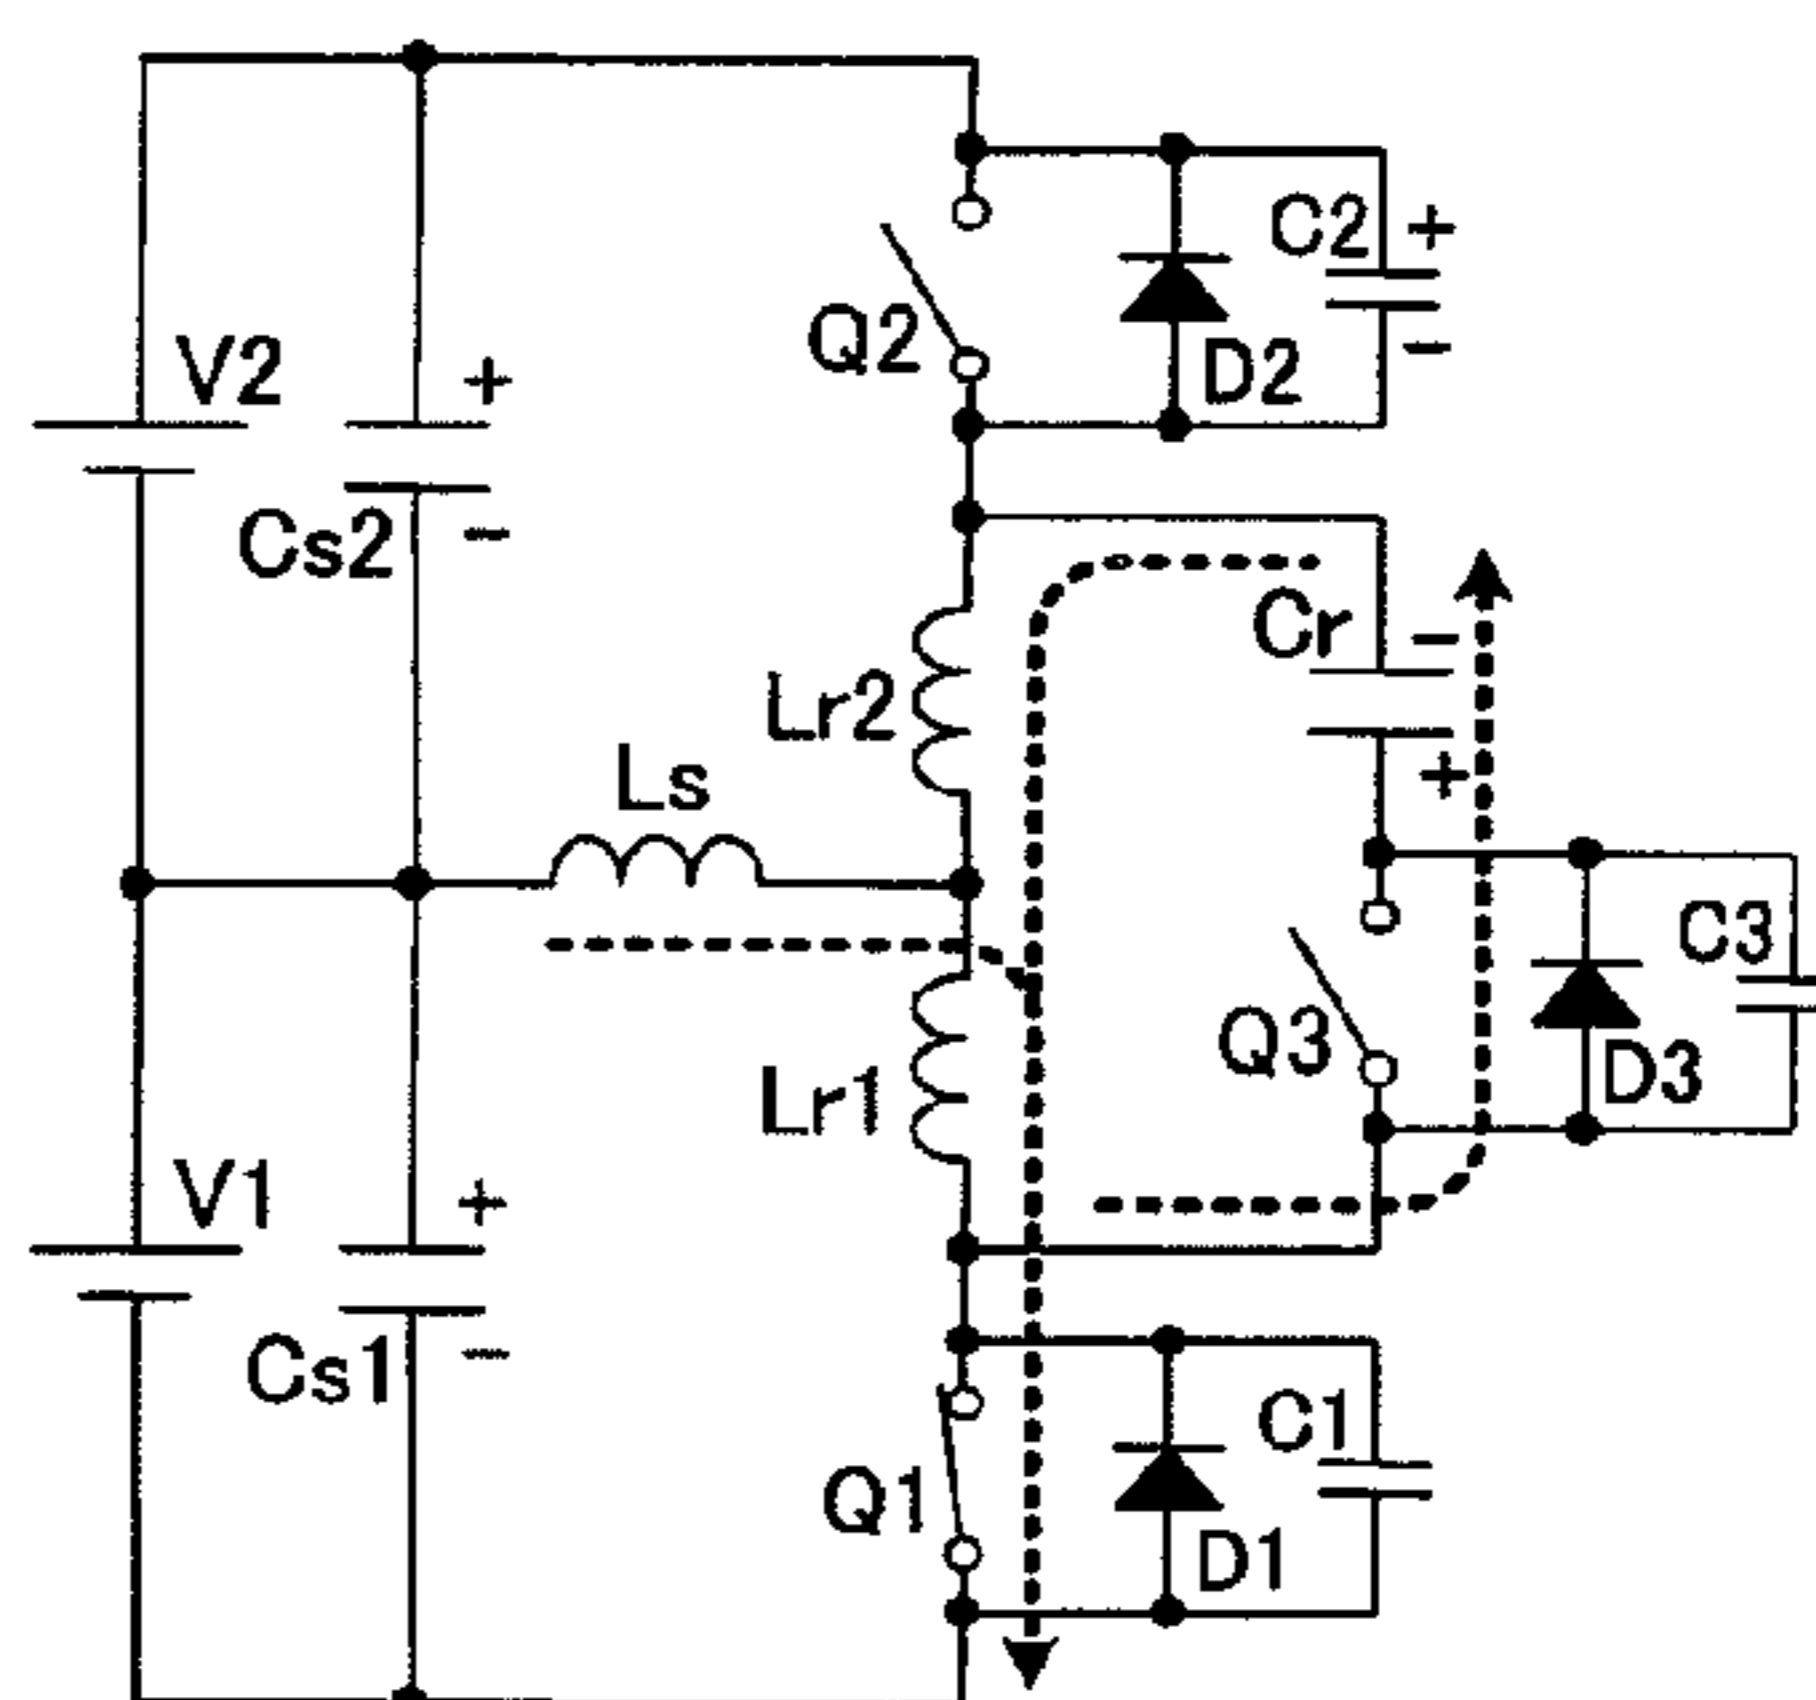 C2 +
Q2
V2
D2
+
-
Cs2
-
Cr -
Lr2
Ls
+
C3
Q3
D3
Lr1
V1
+
Cs1
-
C1
Q1
D1